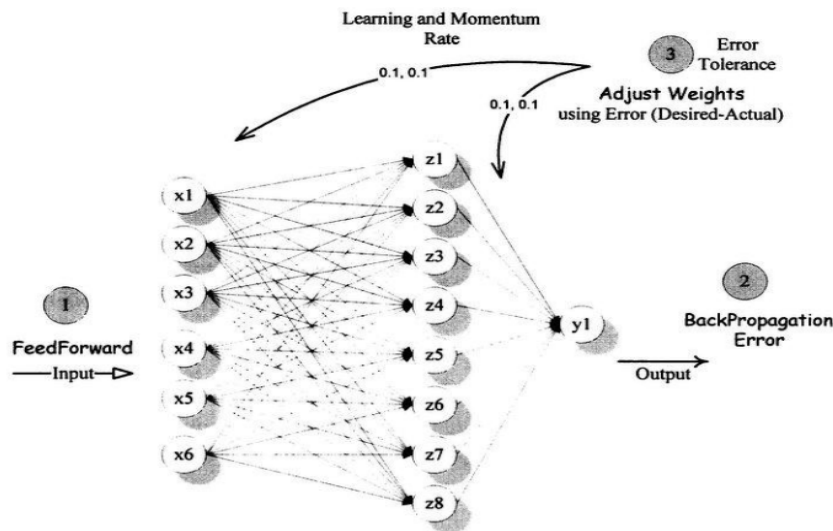 Learning and Momentum
Rate
0.1, 0.1
3
Error
Tolerance
0.1, 0.1
Adjust Weights
using Error (Desired-Actual)
z1
x1
z2
x2
z3
x3
z4
1
2
y1
BackPropagation
Error
FeedForward
x4
z5
Input
Output
x5
z6
x6
z7
z8